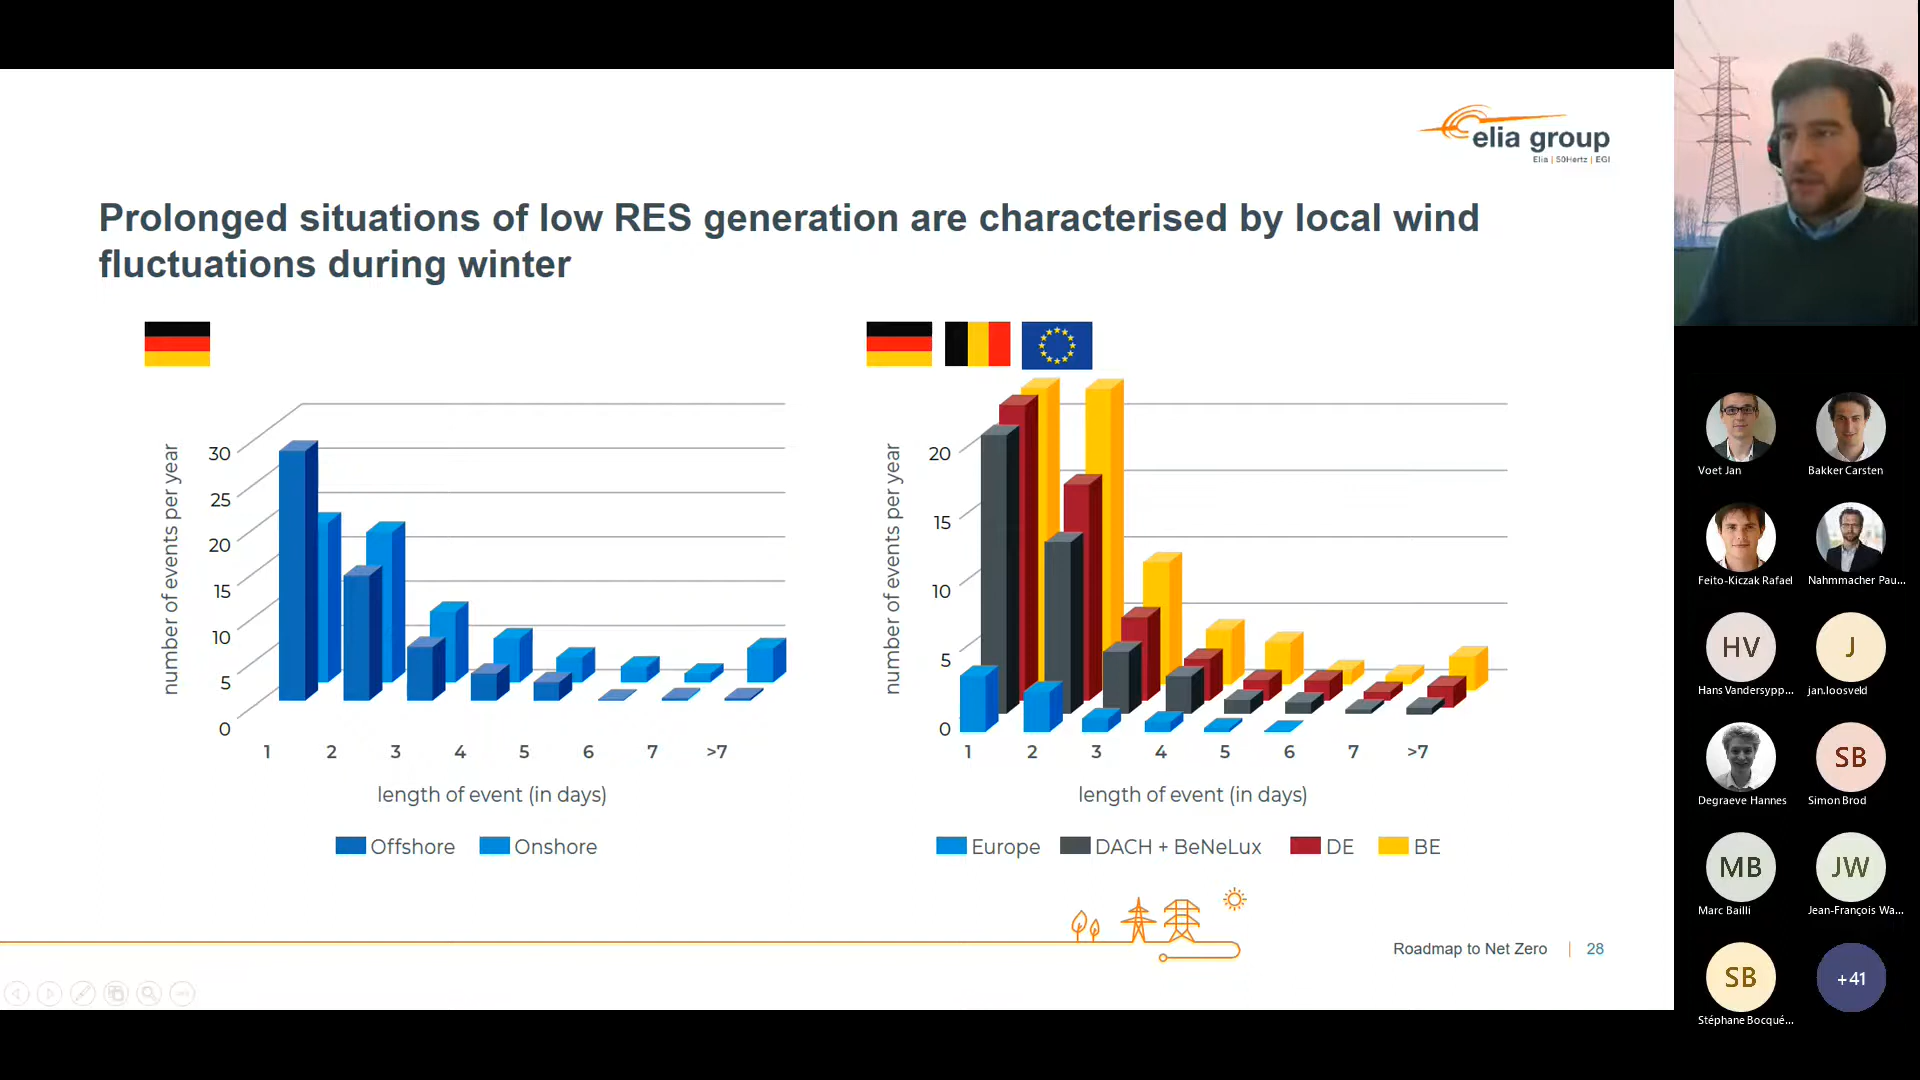 elia group
Elia | 50Hertz | EGI
Prolonged situations of low RES generation are characterised by local wind
fluctuations during winter
number of events per year
30
25
20
15
10
5
0
1 2 3 4 5 6 7 >7
length of event (in days)
Offshore Onshore
number of events per year
20
15
10
5
0
1 2 3 4 5 6 7 >7
length of event (in days)
Europe DACH + BeNeLux DE BE
Roadmap to Net Zero | 28
Voet Jan
Bakker Carsten
Feito-Kiczak Rafael
Nahmmacher Pau...
HV
Hans Vandersypp...
J
jan.loosveld
Degraeve Hannes
SB
Simon Brod
MB
Marc Bailli
JW
Jean-François Wa...
SB
Stéphane Bocqué...
+41